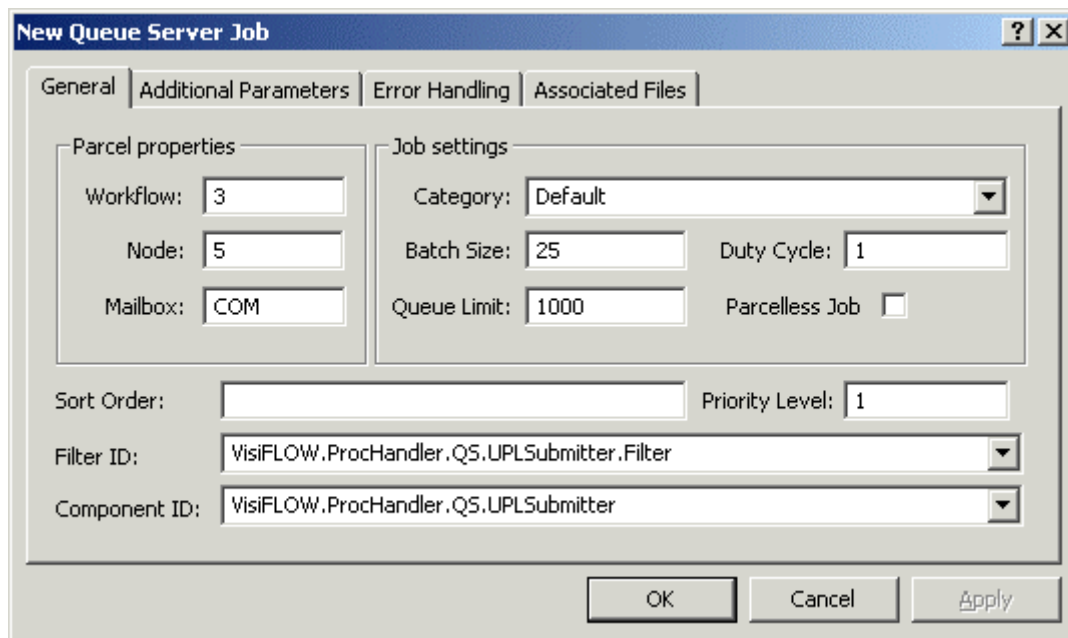 New Queue Server Job
General Additional Parameters Error Handling Associated Files
Parcel properties Job settings
Workflow: 3 Category: Default
Node: 5 Batch Size: 25 Duty Cycle: 1
Mailbox: COM Queue Limit: 1000 Parcelless Job
Sort Order: Priority Level: 1
Filter ID: VisiFLOW.ProcHandler.QS.UPLSubmitter.Filter
Component ID: VisiFLOW.ProcHandler.QS.UPLSubmitter
OK Cancel Apply